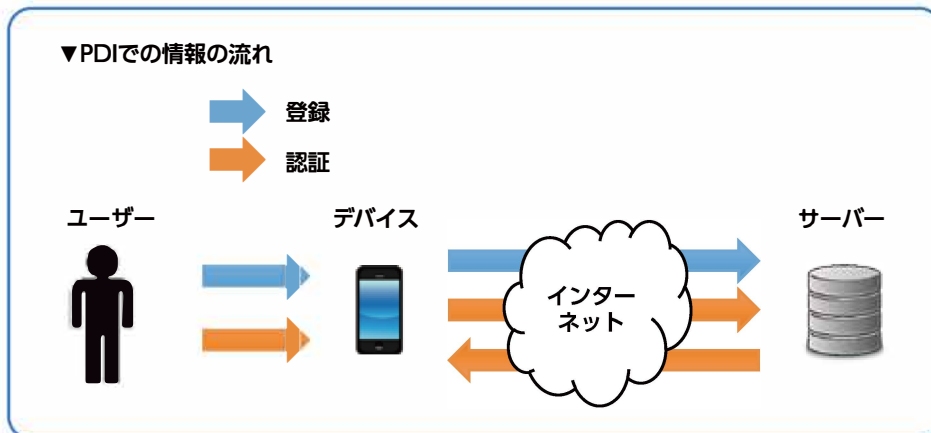 ▼PDIでの情報の流れ
登録
認証
ユーザー
デバイス
サーバー
インター
ネット